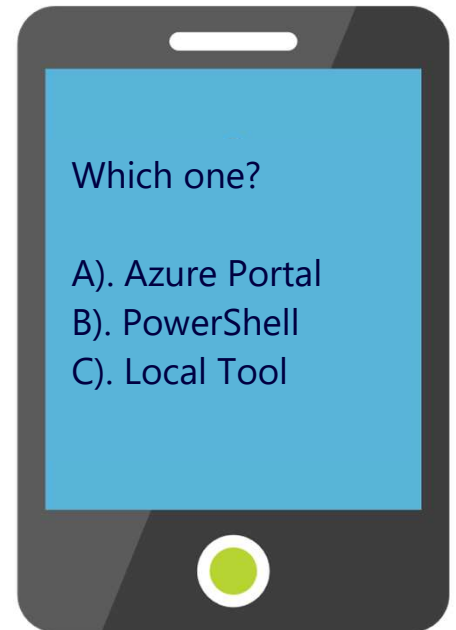 Which one?
A). Azure Portal
B). PowerShell
C). Local Tool